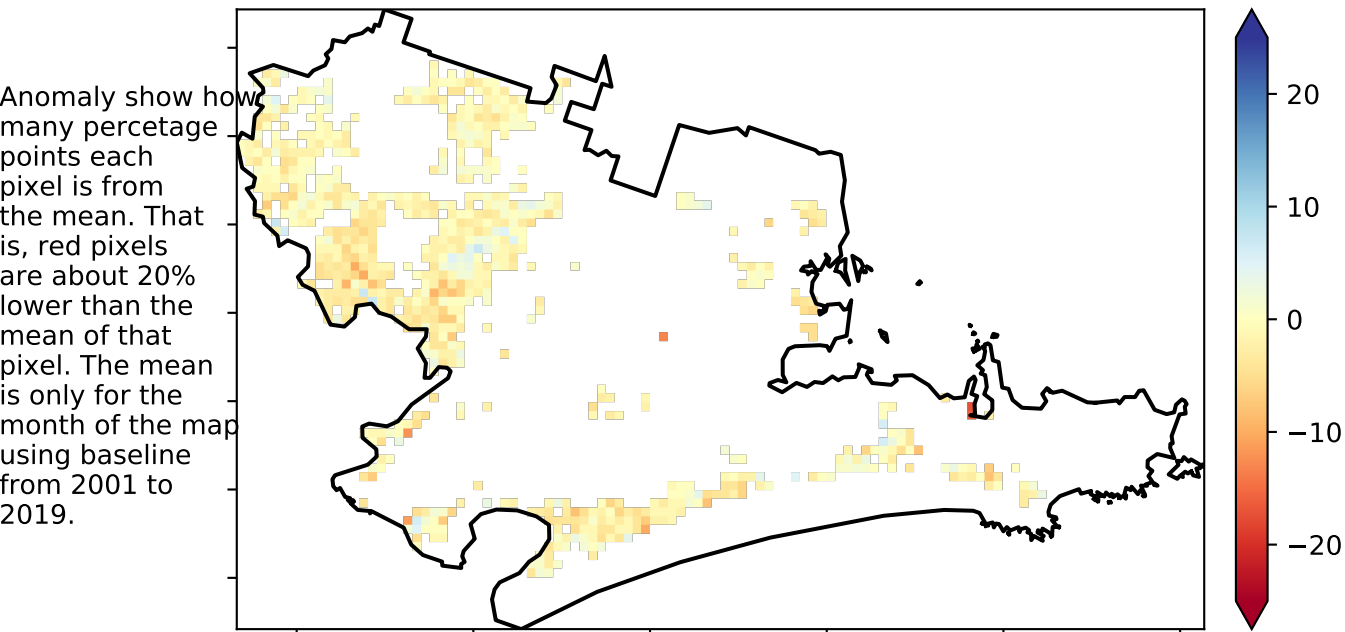 Anomaly show how
many percetage
points each
pixel is from
the mean. That
is, red pixels
are about 20%
lower than the
mean of that
pixel. The mean
is only for the
month of the map
using baseline
from 2001 to
2019.
20
10
0
−10
−20